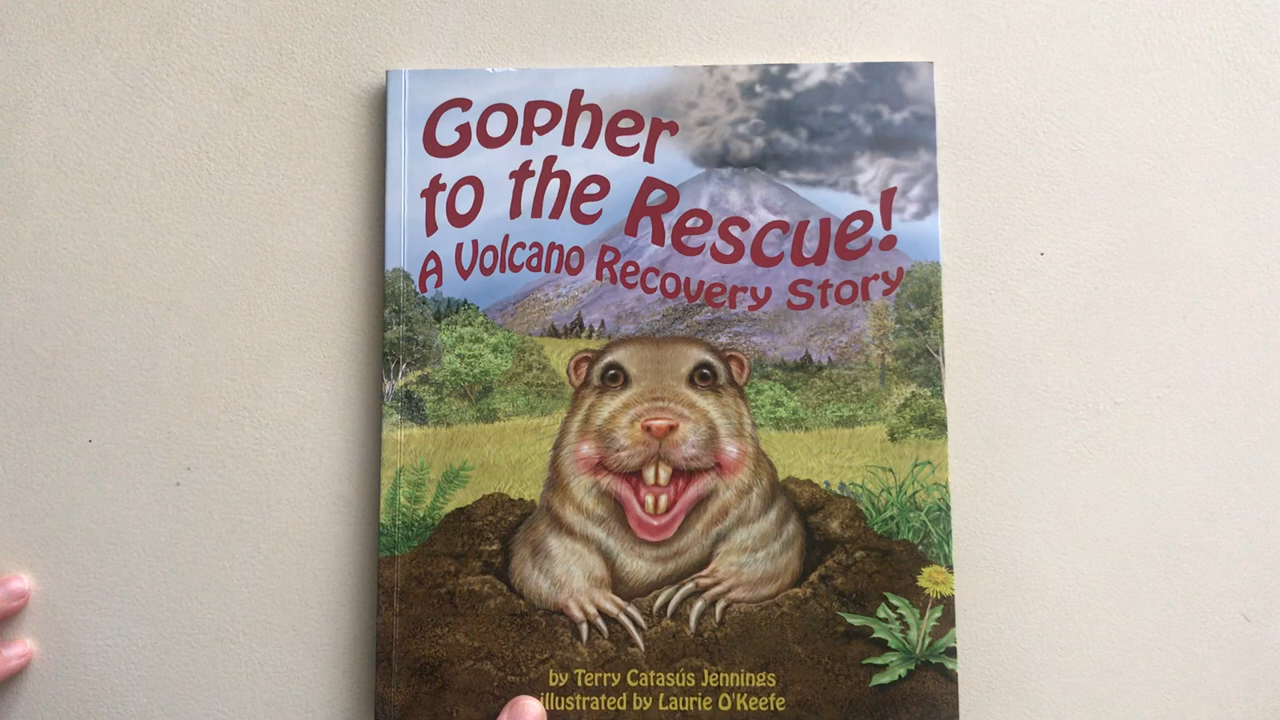 Gopher
to the Rescue!
A Volcano Recovery Story
by Terry Catasús Jennings
illustrated by Laurie O'Keefe